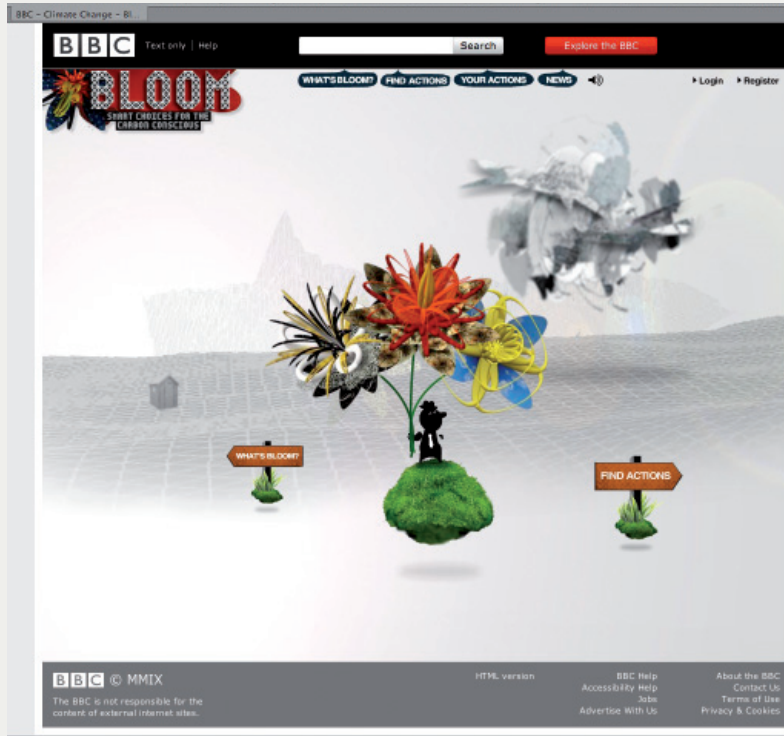 BBC - Climate Change - Bl...
BBC Text only | Help Search Explore the BBC
BLOOM
SMART CHOICES FOR THE
CARBON CONSCIOUS
WHAT'S BLOOM? FIND ACTIONS YOUR ACTIONS NEWS Login Register
WHAT'S BLOOM?
FIND ACTIONS
BBC © MMIX
The BBC is not responsible for the
content of external internet sites.
HTML version
BBC Help
Accessibility Help
Jobs
Advertise With Us
About the BBC
Contact Us
Terms of Use
Privacy & Cookies